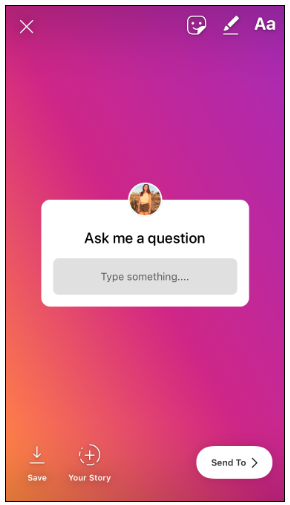 Aa
Ask me a question
Type something....
Save
Your Story
Send To